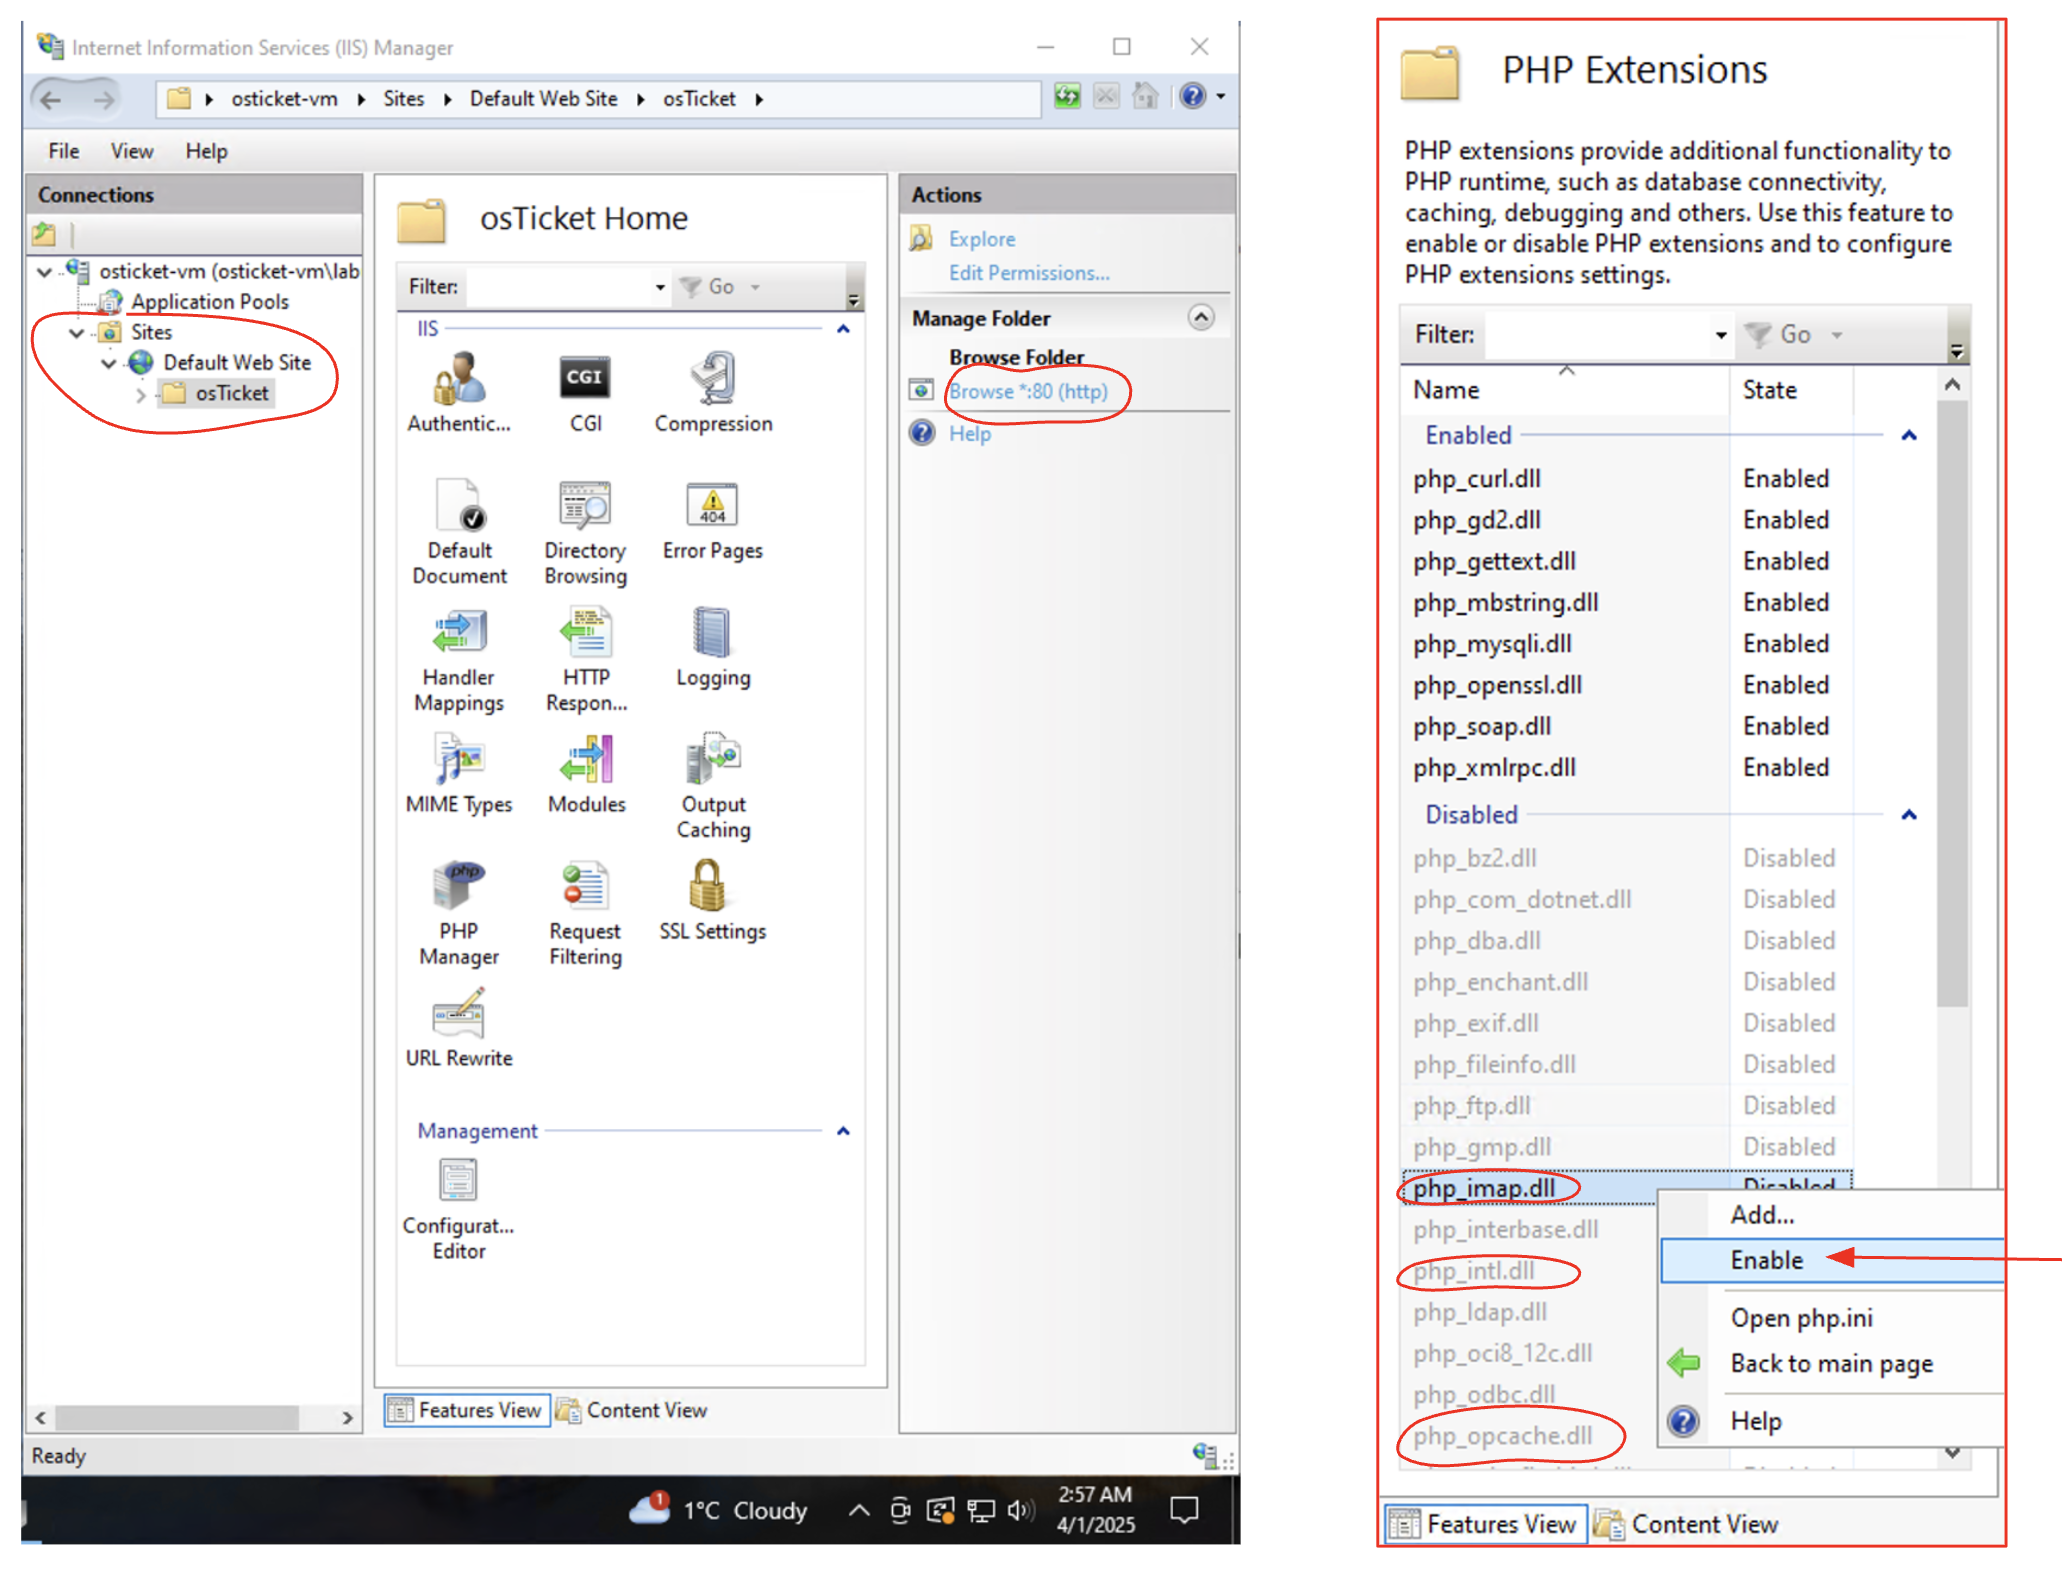 Internet Information Services (IIS) Manager
osticket-vm Sites Default Web Site osTicket
File View Help
Connections
osticket-vm (osticket-vm\lab
Application Pools
Sites
Default Web Site
osTicket
osTicket Home
Filter: Go
IIS
Authentic... CGI Compression
Default Document
Directory Browsing
Error Pages
404
Handler Mappings
HTTP Respon...
Logging
MIME Types
Modules
Output Caching
php
PHP Manager
Request Filtering
SSL Settings
URL Rewrite
Management
Configurat... Editor
Features View Content View
Actions
Explore
Edit Permissions...
Manage Folder
Browse Folder
Browse *:80 (http)
Help
Ready
1
1°C Cloudy
2:57 AM
4/1/2025
PHP Extensions
PHP extensions provide additional functionality to
PHP runtime, such as database connectivity,
caching, debugging and others. Use this feature to
enable or disable PHP extensions and to configure
PHP extensions settings.
Filter: Go
Name State
Enabled
php_curl.dll Enabled
php_gd2.dll Enabled
php_gettext.dll Enabled
php_mbstring.dll Enabled
php_mysqli.dll Enabled
php_openssl.dll Enabled
php_soap.dll Enabled
php_xmlrpc.dll Enabled
Disabled
php_bz2.dll Disabled
php_com_dotnet.dll Disabled
php_dba.dll Disabled
php_enchant.dll Disabled
php_exif.dll Disabled
php_fileinfo.dll Disabled
php_ftp.dll Disabled
php_gmp.dll Disabled
php_imap.dll Disabled
php_interbase.dll
php_intl.dll
php_ldap.dll
php_oci8_12c.dll
php_odbc.dll
php_opcache.dll
Add...
Enable
Open php.ini
Back to main page
Help
Features View Content View